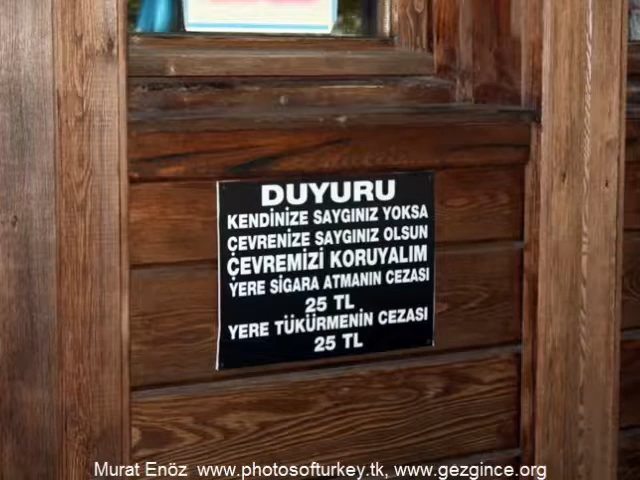 DUYURU
KENDİNİZE SAYGINIZ YOKSA
ÇEVRENİZE SAYGINIZ OLSUN
ÇEVREMİZİ KORUYALIM
YERE SİGARA ATMANIN CEZASI
25 TL
YERE TÜKÜRMENİN CEZASI
25 TL
Murat Enöz www.photsofturkey.tk, www.gezgince.org